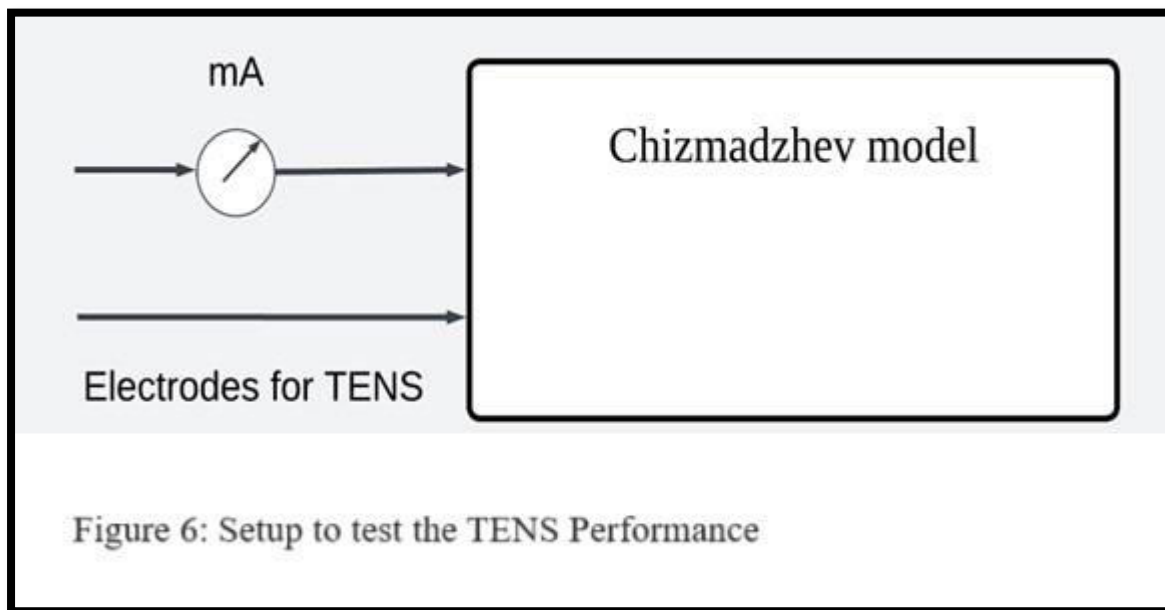 mA
Chizmadzhev model
Electrodes for TENS
Figure 6: Setup to test the TENS Performance